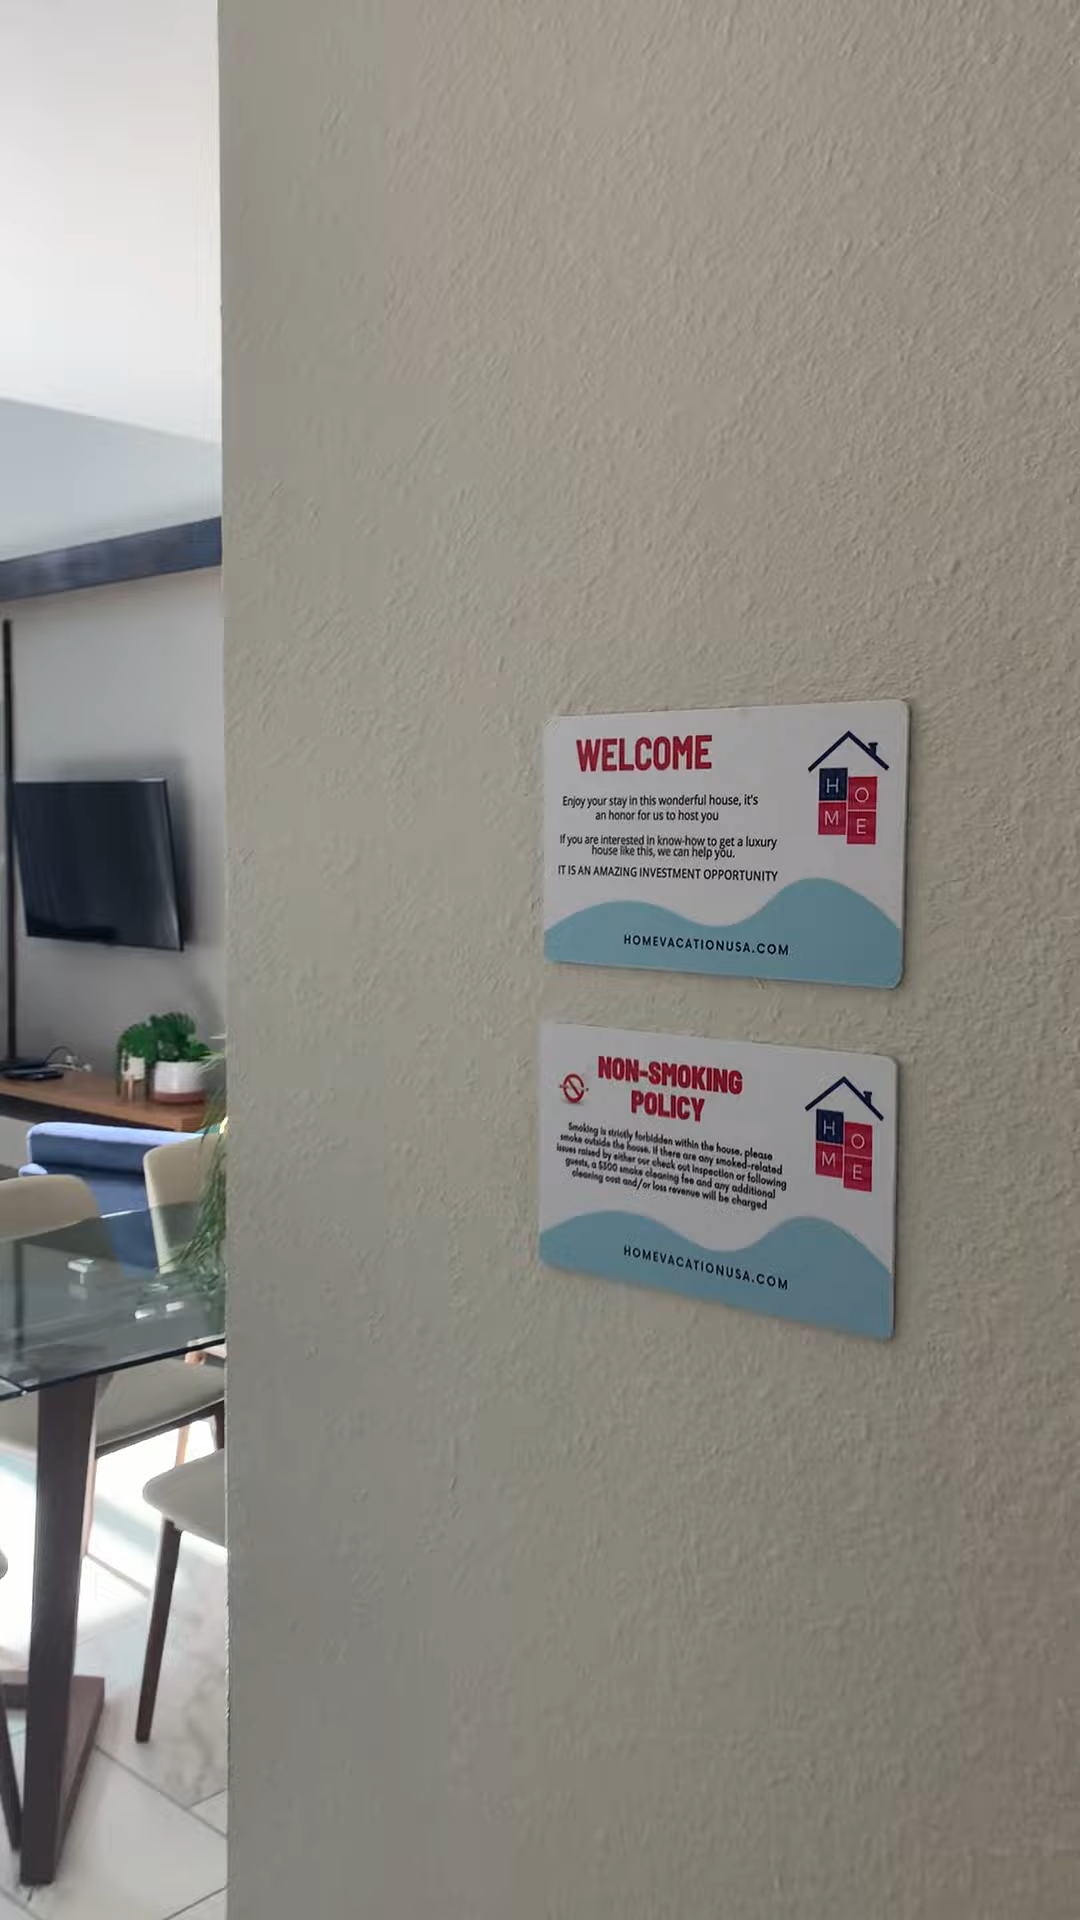 WELCOME
Enjoy your stay in this wonderful house, it's
an honor for us to host you
If you are interested in know-how to get a luxury
house like this, we can help you.
IT IS AN AMAZING INVESTMENT OPPORTUNITY
H O
M E
HOMEVACATIONUSA.COM
NON-SMOKING
POLICY
Smoking is strictly forbidden within the house, please
smoke outside the house. If there are any smoked-related
issues raised by either our check out inspection or following
guests, a $300 smoke cleaning fee and any additional
cleaning cost and/or loss revenue will be charged
H O
M E
HOMEVACATIONUSA.COM